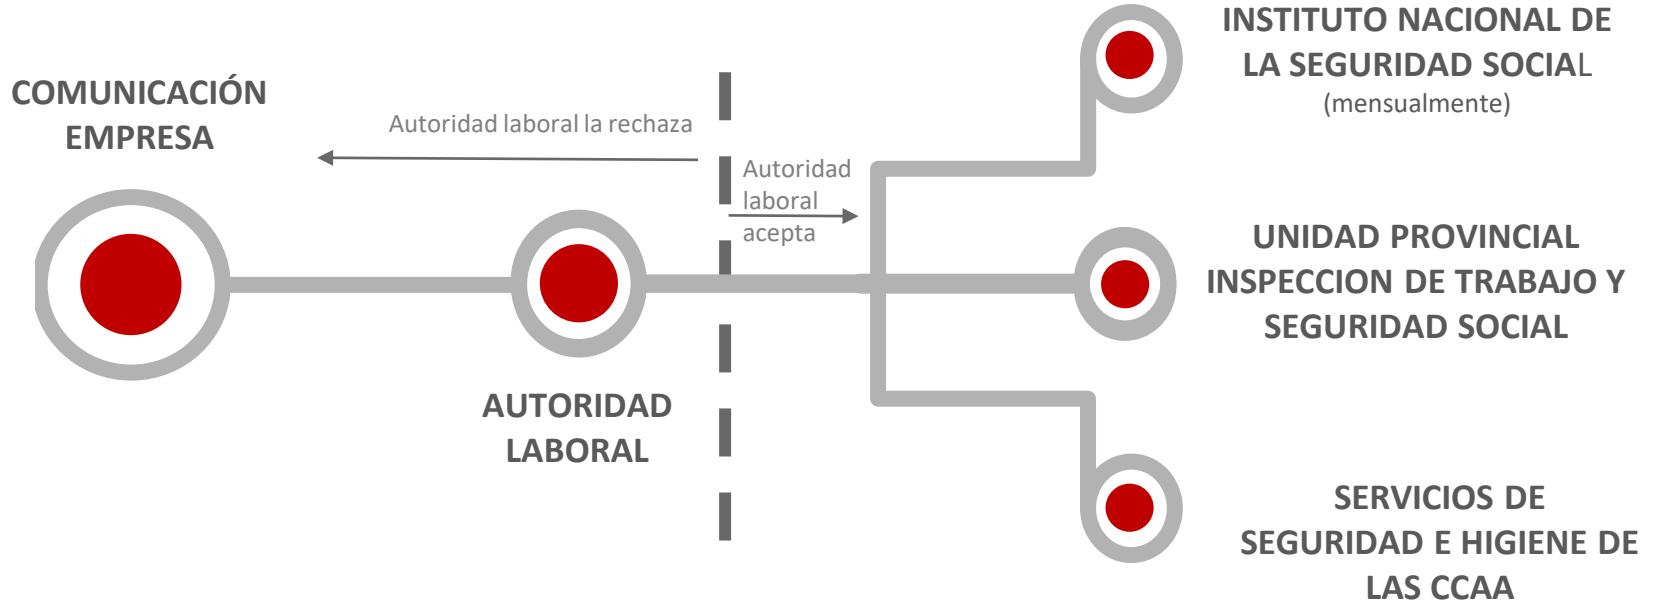 COMUNICACIÓN
EMPRESA
Autoridad laboral la rechaza
Autoridad
laboral
acepta
AUTORIDAD
LABORAL
INSTITUTO NACIONAL DE
LA SEGURIDAD SOCIAL
(mensualmente)
UNIDAD PROVINCIAL
INSPECCION DE TRABAJO Y
SEGURIDAD SOCIAL
SERVICIOS DE
SEGURIDAD E HIGIENE DE
LAS CCAA